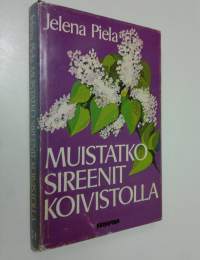 Jelena Piela
MUISTATKO
SIREENIT
KOIVISTOLLA